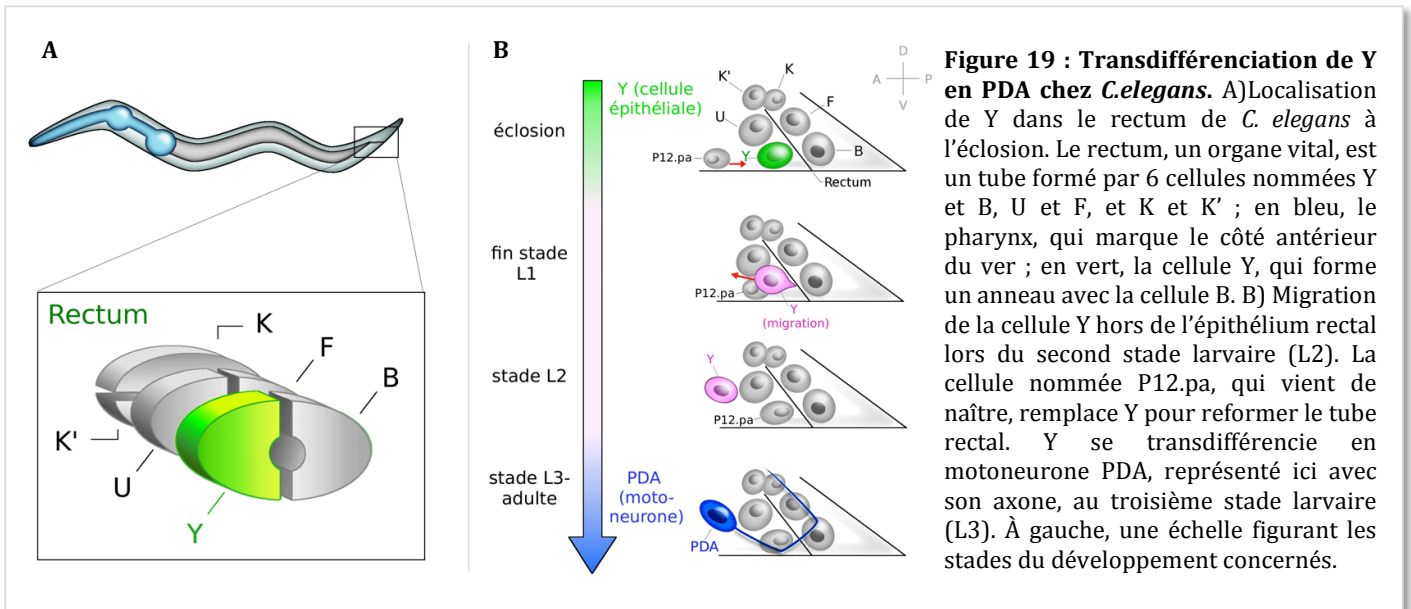 A
Rectum
K
F
B
K'
U
Y
B
éclosion
fin stade
L1
stade L2
stade L3-
adulte
Y (cellule
épithéliale)
PDA
(moto-
neurone)
K'
K
U
F
P12.pa
Y
B
Rectum
D
A
P
V
P12.pa
Y
(migration)
Y
P12.pa
PDA
Figure 19 : Transdifférenciation de Y
en PDA chez C.elegans. A)Localisation
de Y dans le rectum de C. elegans à
l'éclosion. Le rectum, un organe vital, est
un tube formé par 6 cellules nommées Y
et B, U et F, et K et K' ; en bleu, le
pharynx, qui marque le côté antérieur
du ver ; en vert, la cellule Y, qui forme
un anneau avec la cellule B. B) Migration
de la cellule Y hors de l'épithélium rectal
lors du second stade larvaire (L2). La
cellule nommée P12.pa, qui vient de
naître, remplace Y pour reformer le tube
rectal. Y se transdifférencie en
motoneurone PDA, représenté ici avec
son axone, au troisième stade larvaire
(L3). À gauche, une échelle figurant les
stades du développement concernés.